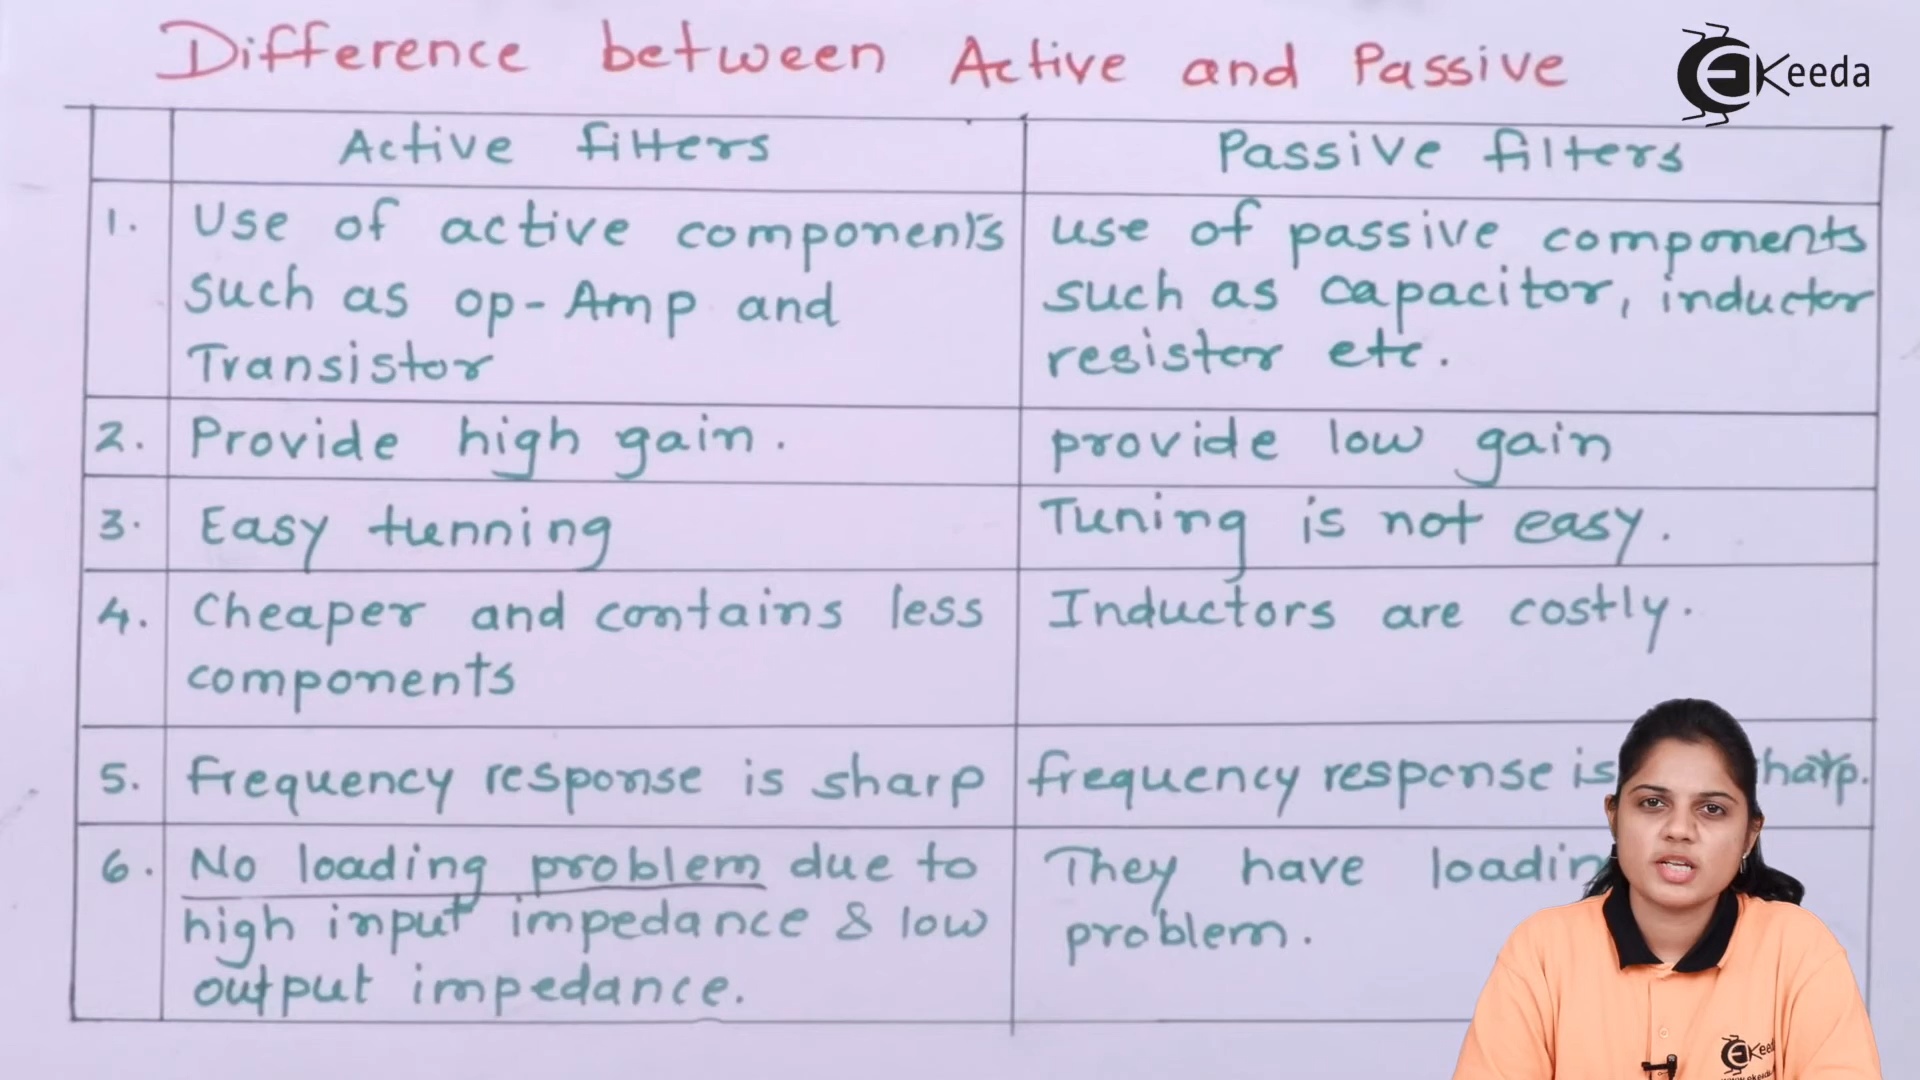 Difference between Active and Passive
EKeeda
Active filters
Passive filters
1. Use of active components
such as op-Amp and
Transistor
use of passive components
such as capacitor, inductor
resister etc.
2. Provide high gain.
provide low gain
3. Easy tunning
Tuning is not easy.
4. Cheaper and contains less
components
Inductors are costly.
5. Frequency response is sharp
frequency response is
6. No loading problem due to
high input impedance & low
output impedance.
They have
problem.